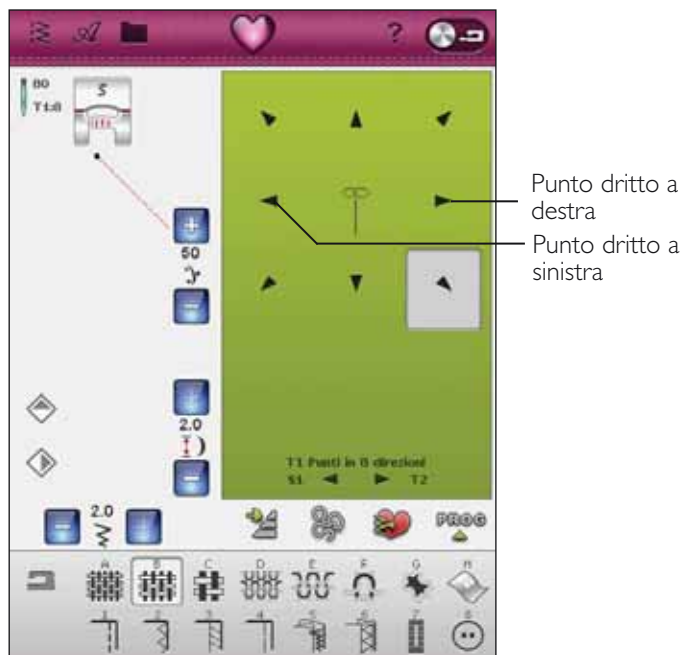 ?
80
T1:0
S
Punto dritto a
destra
Punto dritto a
sinistra
50
2.0
T1 Punti in 8 direzioni
S1 T2
2.0
PROG
A B C D E F G H
1 2 3 4 5 6 7 8